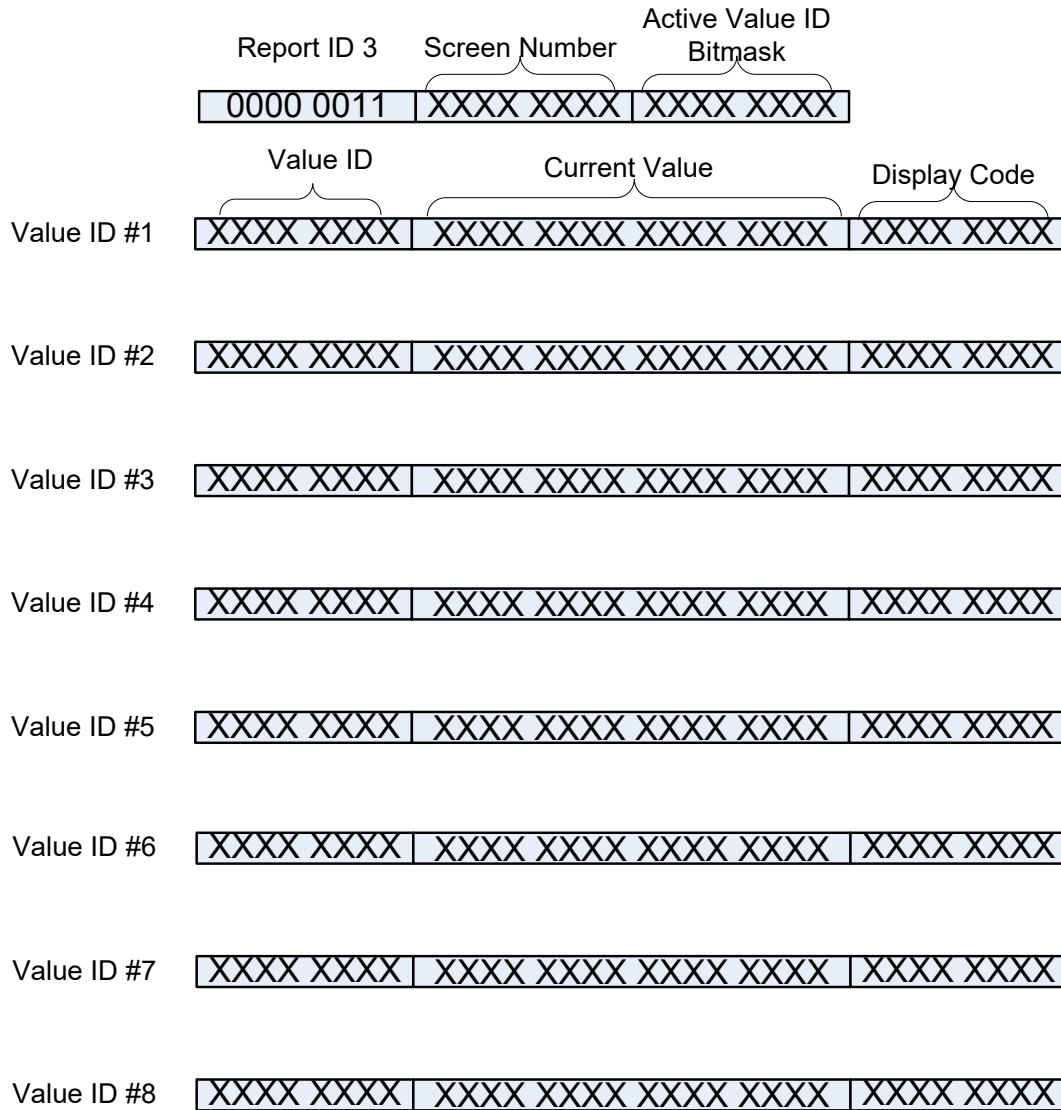 Report ID 3 Screen Number Active Value ID
Bitmask
0000 0011 XXXX XXXX XXXX XXXX
Value ID Current Value Display Code
Value ID #1 XXXX XXXX XXXX XXXX XXXX XXXX XXXX XXXX
Value ID #2 XXXX XXXX XXXX XXXX XXXX XXXX XXXX XXXX
Value ID #3 XXXX XXXX XXXX XXXX XXXX XXXX XXXX XXXX
Value ID #4 XXXX XXXX XXXX XXXX XXXX XXXX XXXX XXXX
Value ID #5 XXXX XXXX XXXX XXXX XXXX XXXX XXXX XXXX
Value ID #6 XXXX XXXX XXXX XXXX XXXX XXXX XXXX XXXX
Value ID #7 XXXX XXXX XXXX XXXX XXXX XXXX XXXX XXXX
Value ID #8 XXXX XXXX XXXX XXXX XXXX XXXX XXXX XXXX